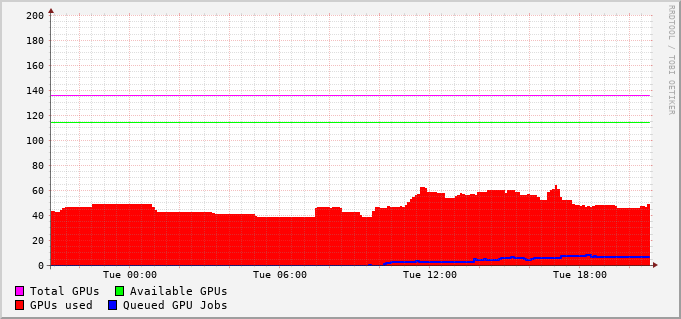 200
180
160
140
120
100
80
60
40
20
0
Tue 00:00 Tue 06:00 Tue 12:00 Tue 18:00
Total GPUs Available GPUs
GPUs used Queued GPU Jobs
RRDTOOL / TOBI OETIKER